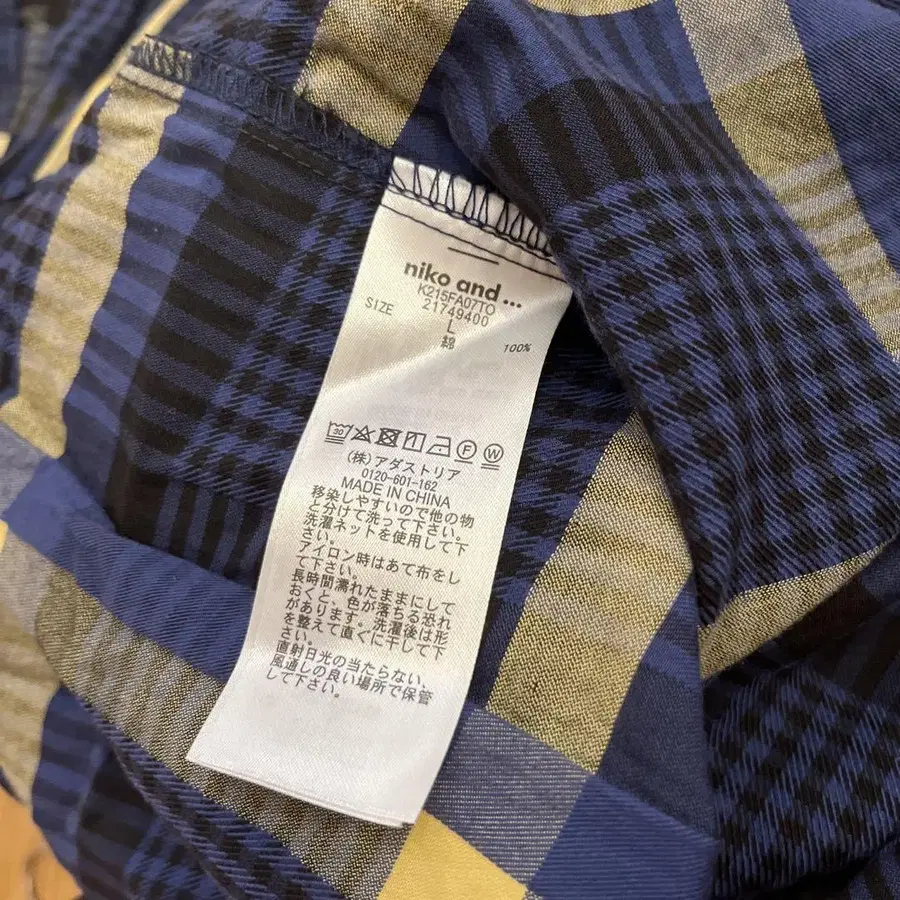 niko and ...
K215FA07TO
21749400
SIZE L
綿 100%
30 F W
(株)アダストリア
0120-601-162
MADE IN CHINA
移染しやすいので他の物
と分けて洗って下さい。
洗濯ネットを使用して下
さい。
アイロン時はあて布をし
て下さい。
長時間濡れたままにして
おくと、色が落ちる恐れ
があります。洗濯後は形
を整えて直ぐに干して下
さい。
直射日光の当たらない、
風通しの良い場所で保管
して下さい。